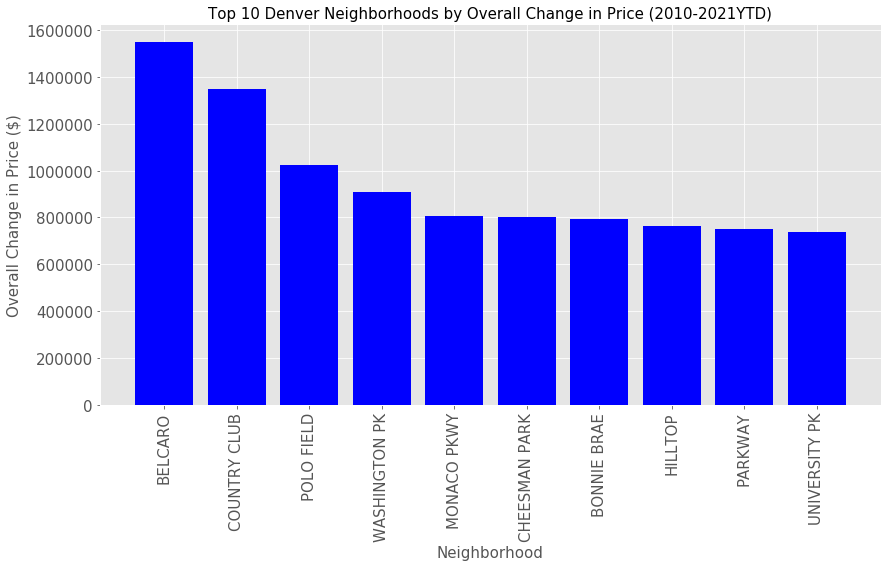 Top 10 Denver Neighborhoods by Overall Change in Price (2010-2021YTD)
Overall Change in Price ($)
1600000
1400000
1200000
1000000
800000
600000
400000
200000
0
BELCARO
COUNTRY CLUB
POLO FIELD
WASHINGTON PK
MONACO PKWY
CHEESMAN PARK
BONNIE BRAE
HILLTOP
PARKWAY
UNIVERSITY PK
Neighborhood